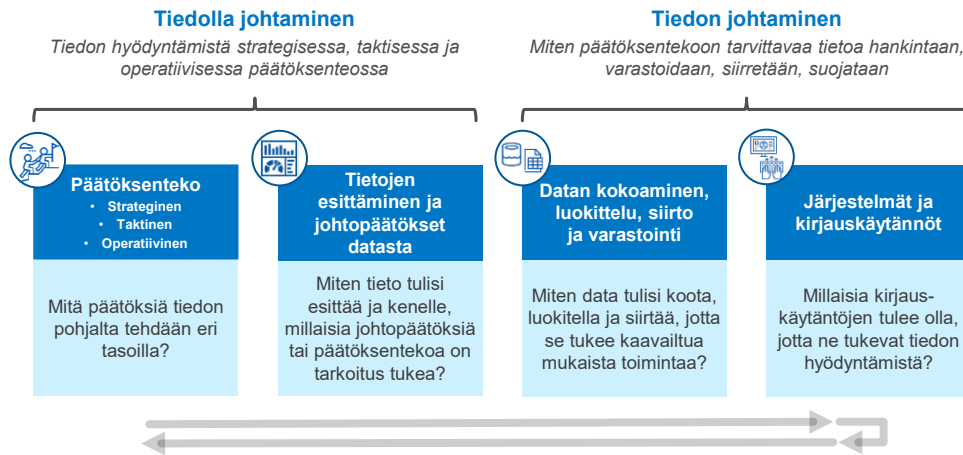 Tiedolla johtaminen
Tiedon hyödyntämistä strategisessa, taktisessa ja
operatiivisessa päätöksenteossa
Tiedon johtaminen
Miten päätöksentekoon tarvittavaa tietoa hankintaan,
varastoidaan, siirretään, suojataan
Päätöksenteko
• Strateginen
• Taktinen
• Operatiivinen
Mitä päätöksiä tiedon
pohjalta tehdään eri
tasoilla?
Tietojen
esittäminen ja
johtopäätökset
datasta
Miten tieto tulisi
esittää ja kenelle,
millaisia johtopäätöksiä
tai päätöksentekoa on
tarkoitus tukea?
Datan kokoaminen,
luokittelu, siirto
ja varastointi
Miten data tulisi koota,
luokitella ja siirtää, jotta
se tukee kaavailtua
mukaista toimintaa?
Järjestelmät ja
kirjauskäytännöt
Millaisia kirjaus-
käytäntöjen tulee olla,
jotta ne tukevat tiedon
hyödyntämistä?